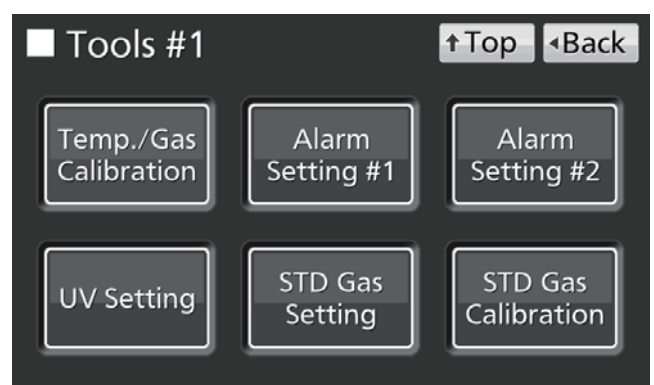 Tools #1
↑Top
◂Back
Temp./Gas
Calibration
Alarm
Setting #1
Alarm
Setting #2
UV Setting
STD Gas
Setting
STD Gas
Calibration